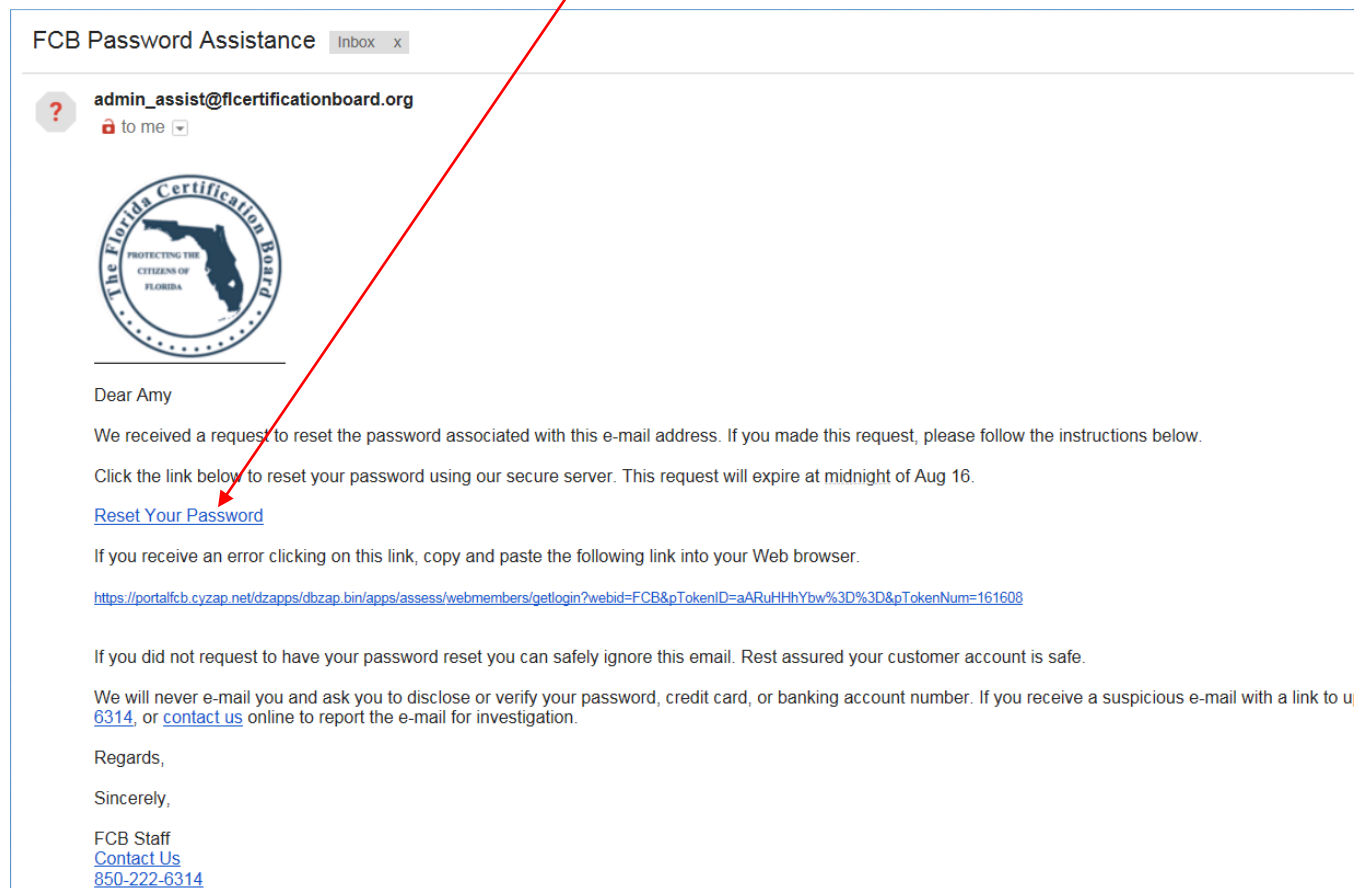 FCB Password Assistance Inbox x
admin_assist@flcertificationboard.org
?
to me
The Florida Certification Board
PROTECTING THE
CITIZENS OF
FLORIDA
Dear Amy
We received a request to reset the password associated with this e-mail address. If you made this request, please follow the instructions below.
Click the link below to reset your password using our secure server. This request will expire at midnight of Aug 16.
Reset Your Password
If you receive an error clicking on this link, copy and paste the following link into your Web browser.
https://portalfcb.cyzap.net/dzapps/dbzap.bin/apps/assess/webmembers/getlogin?webid=FCB&pTokenID=aARuHHhYbw%3D%3D&pTokenNum=161608
If you did not request to have your password reset you can safely ignore this email. Rest assured your customer account is safe.
We will never e-mail you and ask you to disclose or verify your password, credit card, or banking account number. If you receive a suspicious e-mail with a link to
6314, or contact us online to report the e-mail for investigation.
Regards,
Sincerely,
FCB Staff
Contact Us
850-222-6314